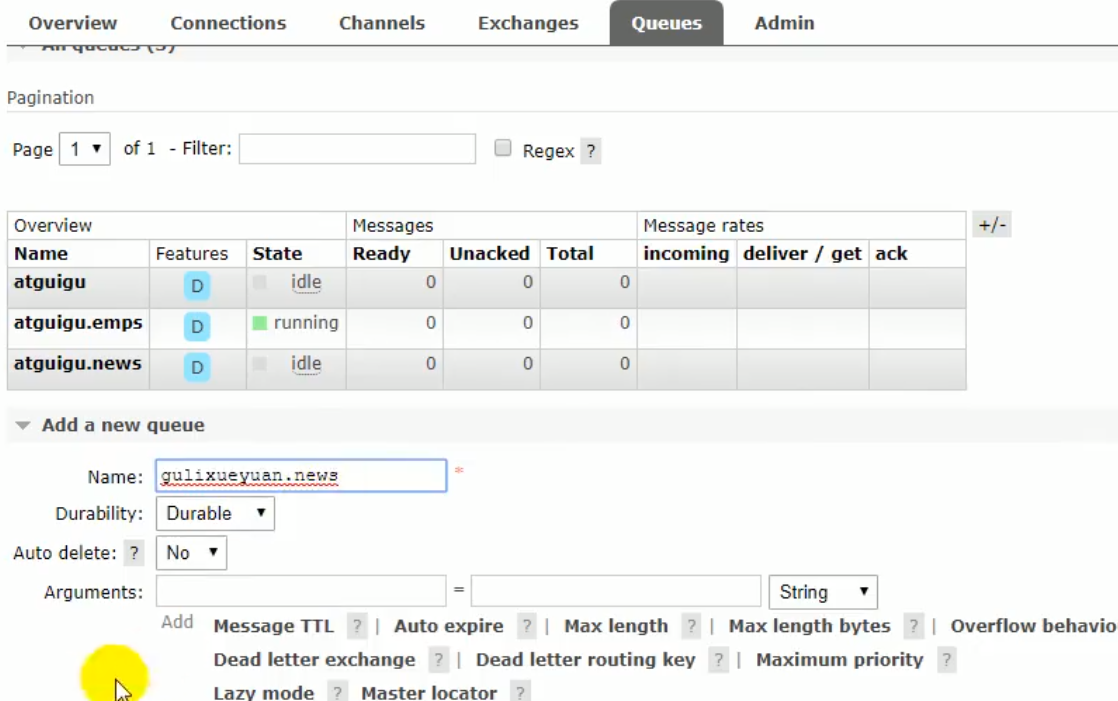 Overview Connections Channels Exchanges Queues Admin
All queues (3)
Pagination
Page 1 of 1 - Filter: Regex ?
Overview Messages Message rates +/-
Name Features State Ready Unacked Total incoming deliver / get ack
atguigu D idle 0 0 0
atguigu.emps D running 0 0 0
atguigu.news D idle 0 0 0
Add a new queue
Name: gulixueyuan.news *
Durability: Durable
Auto delete: ? No
Arguments: = String
Add Message TTL ? | Auto expire ? | Max length ? | Max length bytes ? | Overflow behavio
Dead letter exchange ? | Dead letter routing key ? | Maximum priority ?
Lazy mode ? Master locator ?